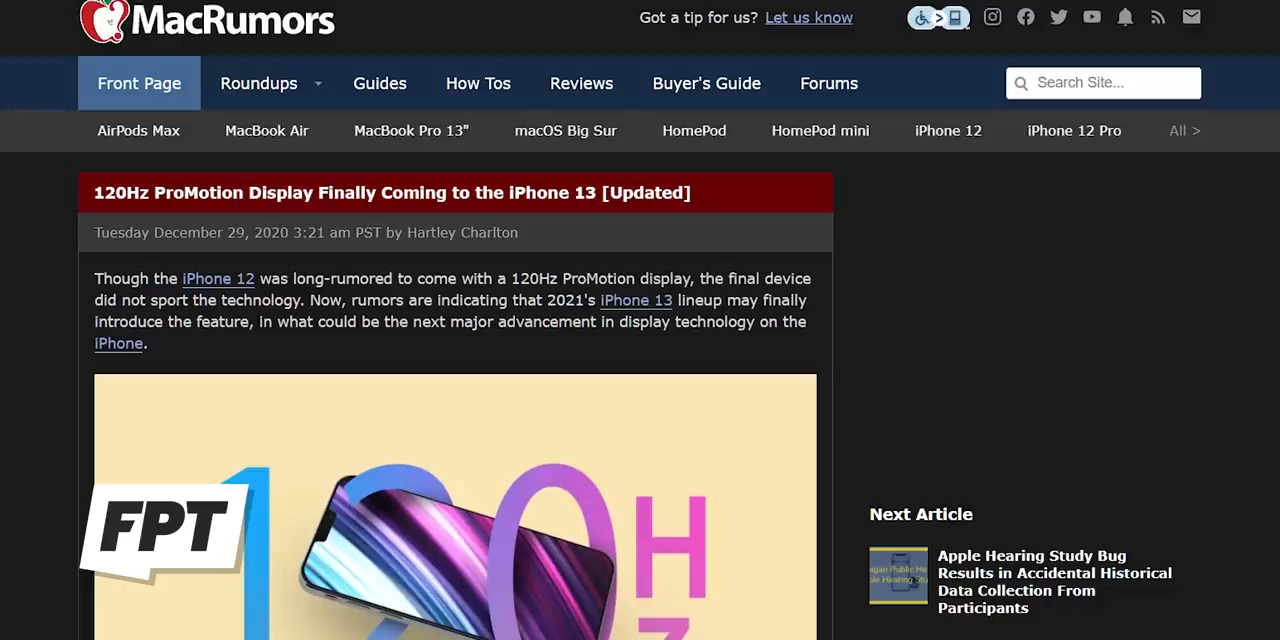 MacRumors
Got a tip for us? Let us know
Front Page Roundups Guides How Tos Reviews Buyer's Guide Forums Search Site...
AirPods Max MacBook Air MacBook Pro 13" macOS Big Sur HomePod HomePod mini iPhone 12 iPhone 12 Pro All >
120Hz ProMotion Display Finally Coming to the iPhone 13 [Updated]
Tuesday December 29, 2020 3:21 am PST by Hartley Charlton
Though the iPhone 12 was long-rumored to come with a 120Hz ProMotion display, the final device
did not sport the technology. Now, rumors are indicating that 2021's iPhone 13 lineup may finally
introduce the feature, in what could be the next major advancement in display technology on the
iPhone.
120Hz
FPT
Next Article
Apple Hearing Study Bug
Results in Accidental Historical
Data Collection From
Participants